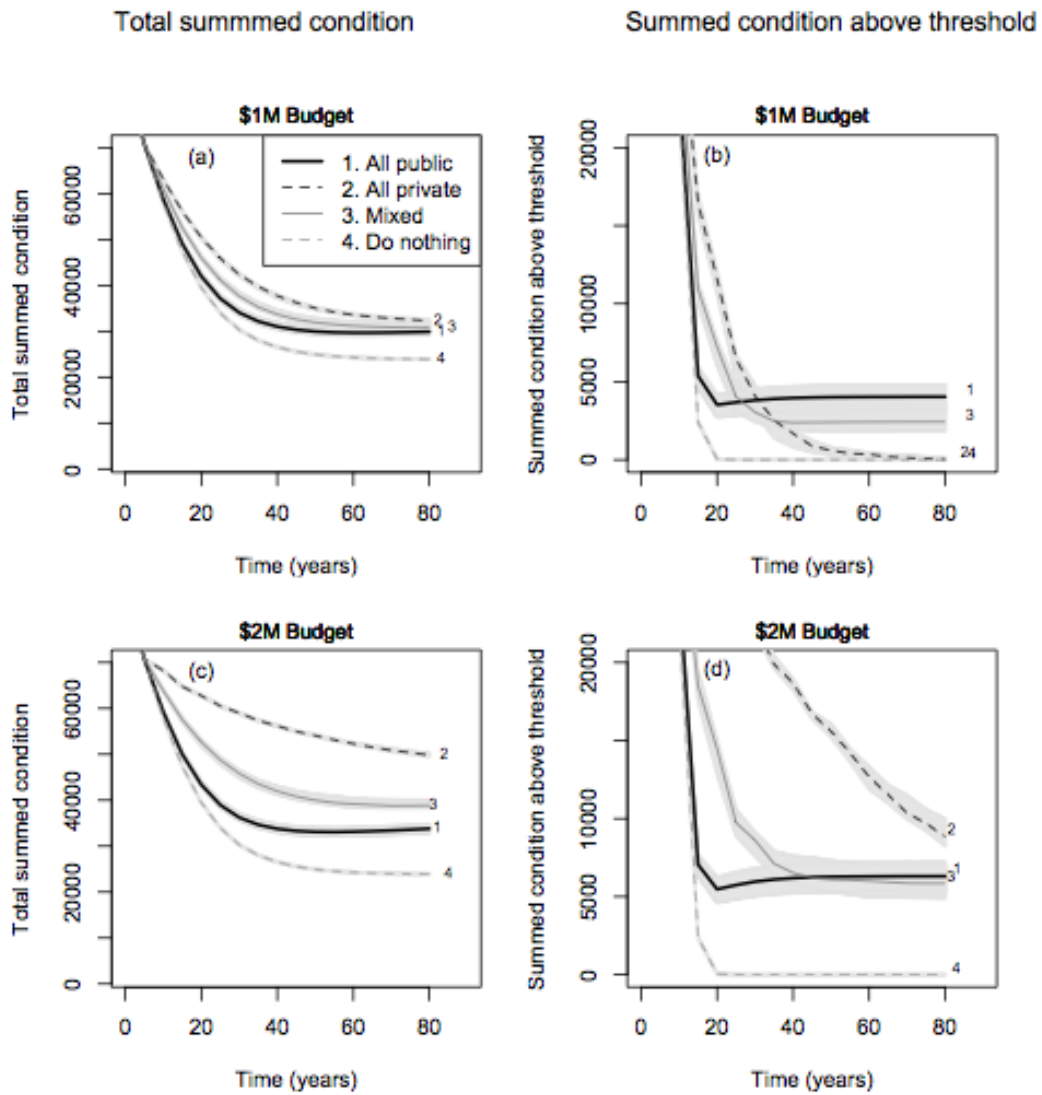 Total summmed condition
Summed condition above threshold
$1M Budget
(a)
1. All public
2. All private
3. Mixed
4. Do nothing
Total summed condition
0
20000
40000
60000
0 20 40 60 80
Time (years)
2
1 3
4
$1M Budget
(b)
Summed condition above threshold
0
5000
10000
20000
0 20 40 60 80
Time (years)
1
3
24
$2M Budget
(c)
Total summed condition
0
20000
40000
60000
0 20 40 60 80
Time (years)
2
3
1
4
$2M Budget
(d)
Summed condition above threshold
0
5000
10000
20000
0 20 40 60 80
Time (years)
2
1
3
4